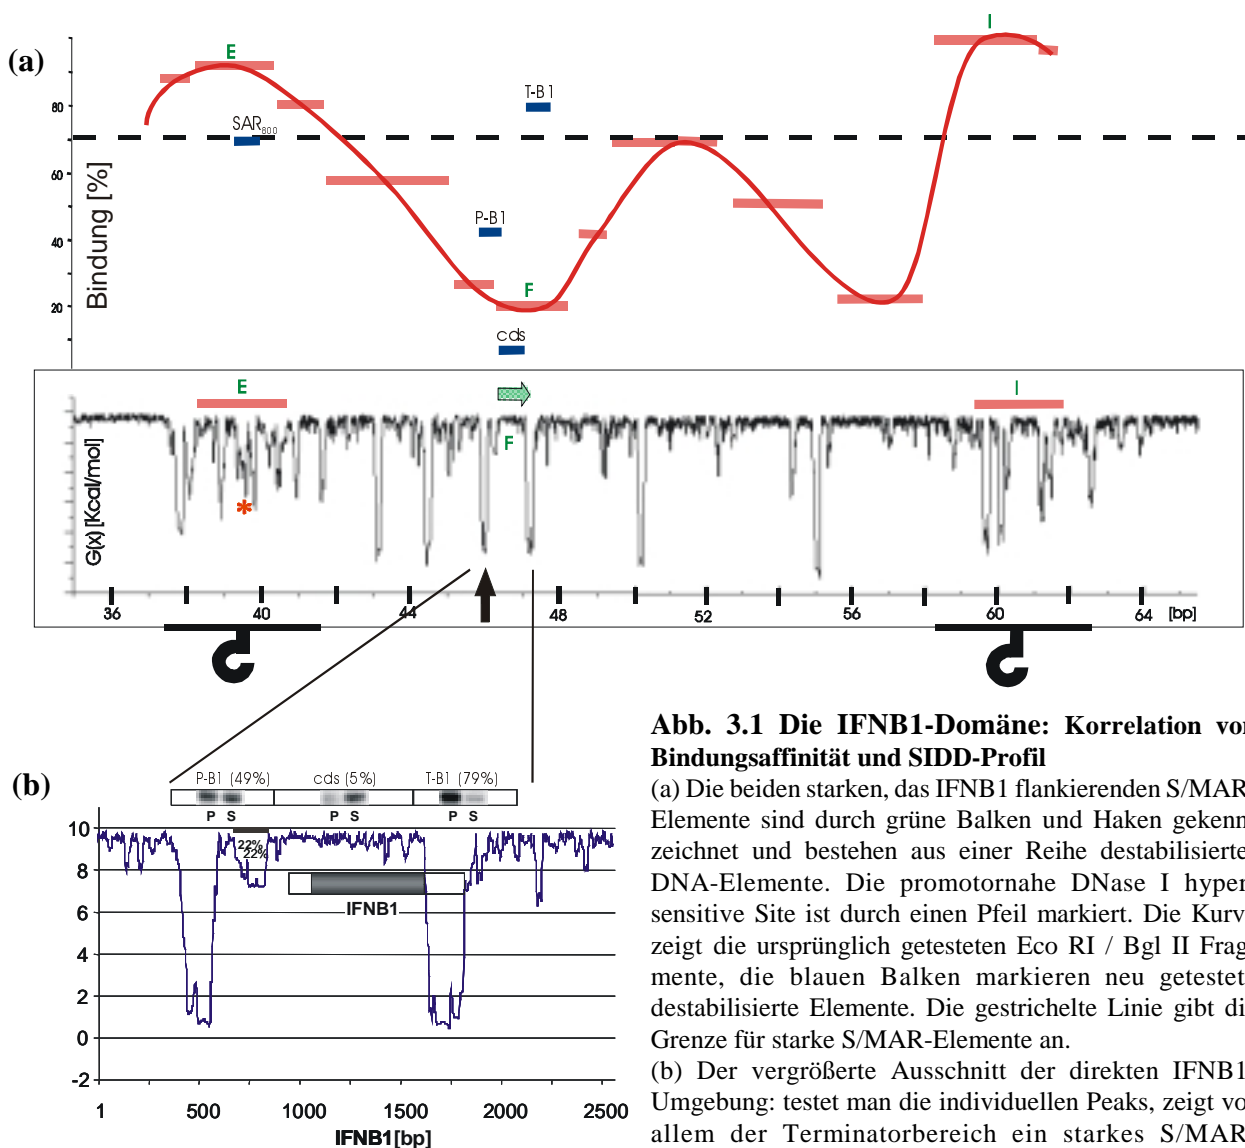 (a)
E
I
T-B1
SAR800
80
60
40
20
Bindung [%]
P-B1
F
cds
E
I
F
*
G(x) [Kcal/mol]
36 40 44 48 52 56 60 64 [bp]
(b)
P-B1 (49%) cds (5%) T-B1 (79%)
P S P S P S
10
8
6
4
2
0
-2
22%
22%
IFNB1
1 500 1000 1500 2000 2500
IFNB1[bp]
Abb. 3.1 Die IFNB1-Domäne: Korrelation vor
Bindungsaffinität und SIDD-Profil
(a) Die beiden starken, das IFNB1 flankierenden S/MAR
Elemente sind durch grüne Balken und Haken gekenn
zeichnet und bestehen aus einer Reihe destabilisierte
DNA-Elemente. Die promotornahe DNase I hyper
sensitive Site ist durch einen Pfeil markiert. Die Kurv
zeigt die ursprünglich getesteten Eco RI / Bgl II Frag
mente, die blauen Balken markieren neu getestet
destabilisierte Elemente. Die gestrichelte Linie gibt di
Grenze für starke S/MAR-Elemente an.
(b) Der vergrößerte Ausschnitt der direkten IFNB1
Umgebung: testet man die individuellen Peaks, zeigt vo
allem der Terminatorbereich ein starkes S/MAR